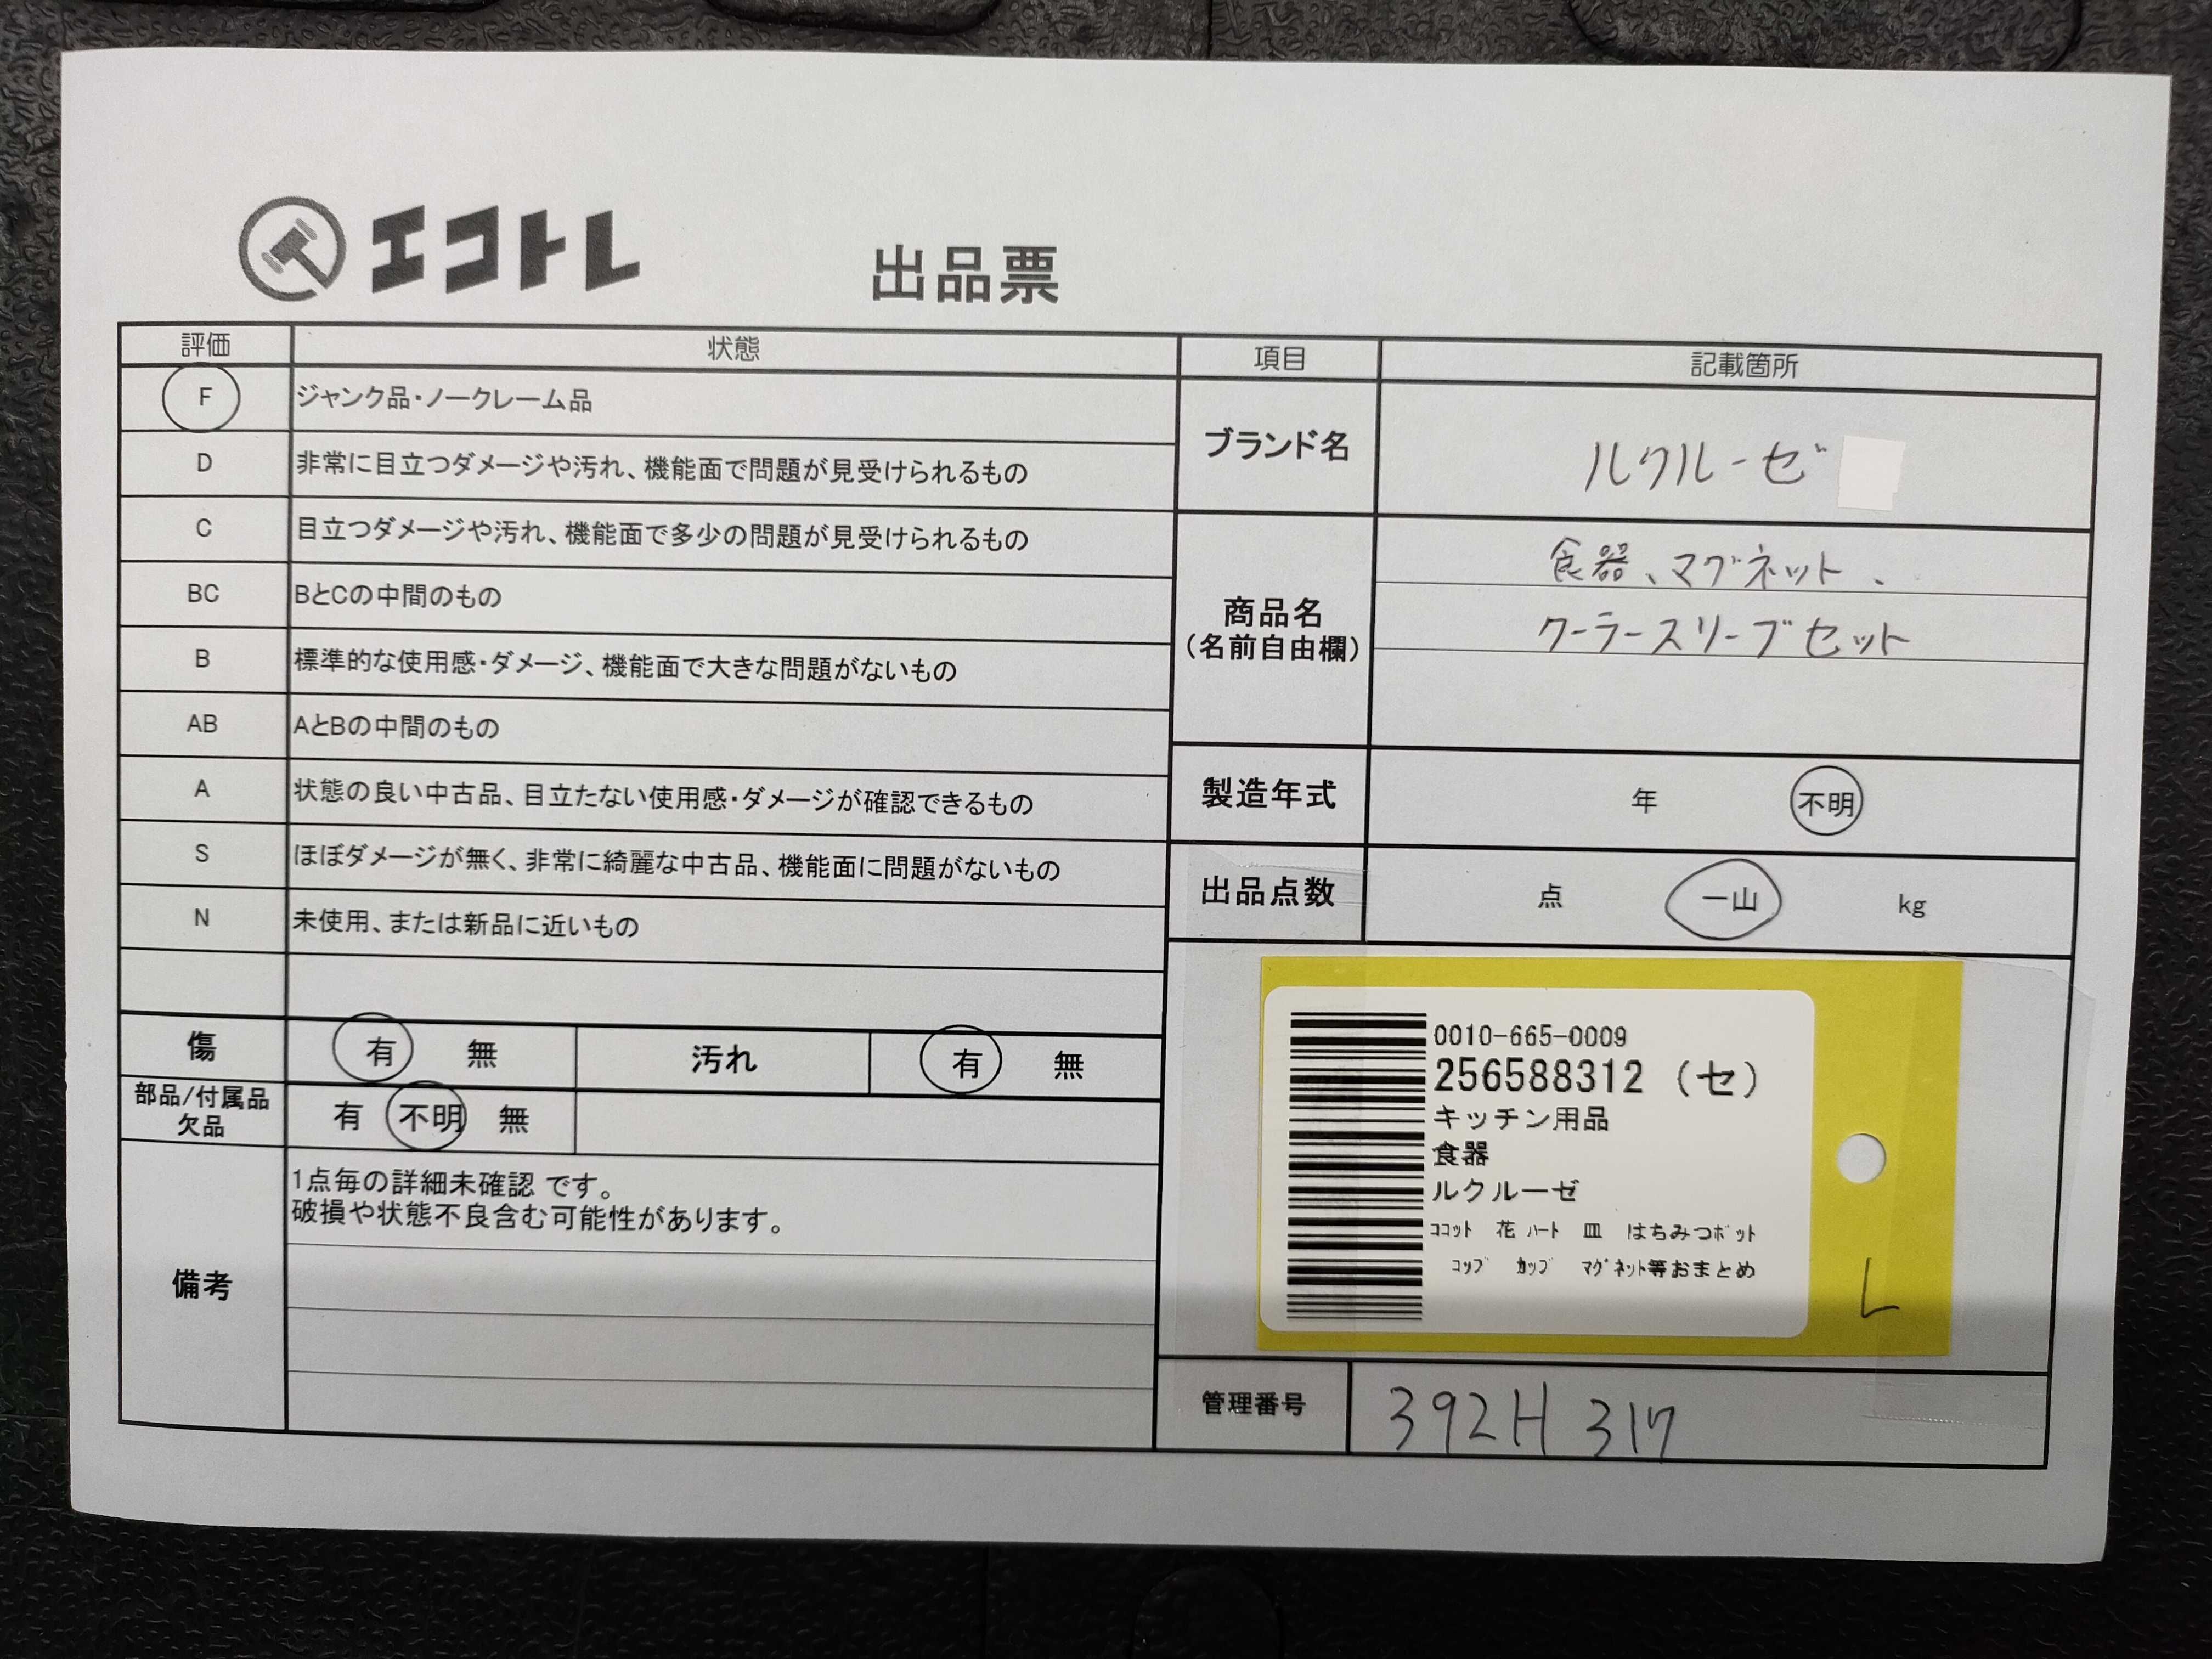 エコトレ
出品票
評価 状態
F ジャンク品・ノークレーム品
D 非常に目立つダメージや汚れ、機能面で問題が見受けられるもの
C 目立つダメージや汚れ、機能面で多少の問題が見受けられるもの
BC BとCの中間のもの
B 標準的な使用感・ダメージ、機能面で大きな問題がないもの
AB AとBの中間のもの
A 状態の良い中古品、目立たない使用感・ダメージが確認できるもの
S ほぼダメージが無く、非常に綺麗な中古品、機能面に問題がないもの
N 未使用、または新品に近いもの
傷 有 無 汚れ 有 無
部品/付属品
欠品 有 不明 無
備考
1点毎の詳細未確認 です。
破損や状態不良含む可能性があります。
項目 記載箇所
ブランド名 ルクルーゼ
商品名
(名前自由欄)
食器、マグネット、
クーラースリーブセット
製造年式 年 不明
出品点数 点 一山 kg
0010-665-0009
256588312 (セ)
キッチン用品
食器
ルクルーゼ
ココット 花 ハート 皿 はちみつポット
コップ カップ マグネット等おまとめ
L
管理番号 392H 317